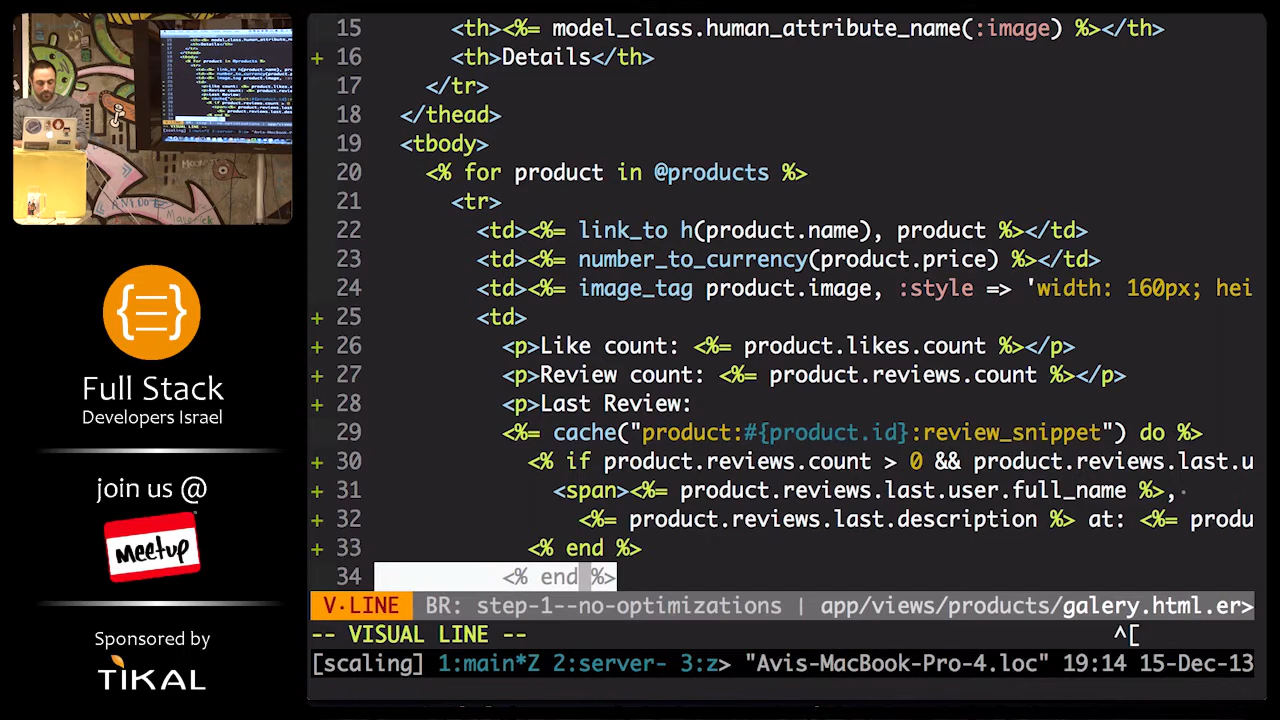 15 <th><%= model_class.human_attribute_name(:image) %></th>
+ 16 <th>Details</th>
17 </tr>
18 </thead>
19 <tbody>
20 <% for product in @products %>
21 <tr>
22 <td><%= link_to h(product.name), product %></td>
23 <td><%= number_to_currency(product.price) %></td>
24 <td><%= image_tag product.image, :style => 'width: 160px; hei
+ 25 <td>
+ 26 <p>Like count: <%= product.likes.count %></p>
+ 27 <p>Review count: <%= product.reviews.count %></p>
+ 28 <p>Last Review:
29 <%= cache("product:#{product.id}:review_snippet") do %>
+ 30 <% if product.reviews.count > 0 && product.reviews.last.u
+ 31 <span><%= product.reviews.last.user.full_name %>,
+ 32 <%= product.reviews.last.description %> at: <%= produ
+ 33 <% end %>
34 <% end %>
V·LINE BR: step-1--no-optimizations | app/views/products/galery.html.er>
-- VISUAL LINE -- ^[
[scaling] 1:main*Z 2:server- 3:z> "Avis-MacBook-Pro-4.loc" 19:14 15-Dec-13
{ }
Full Stack
Developers Israel
join us @
meetup
Sponsored by
TIKAL